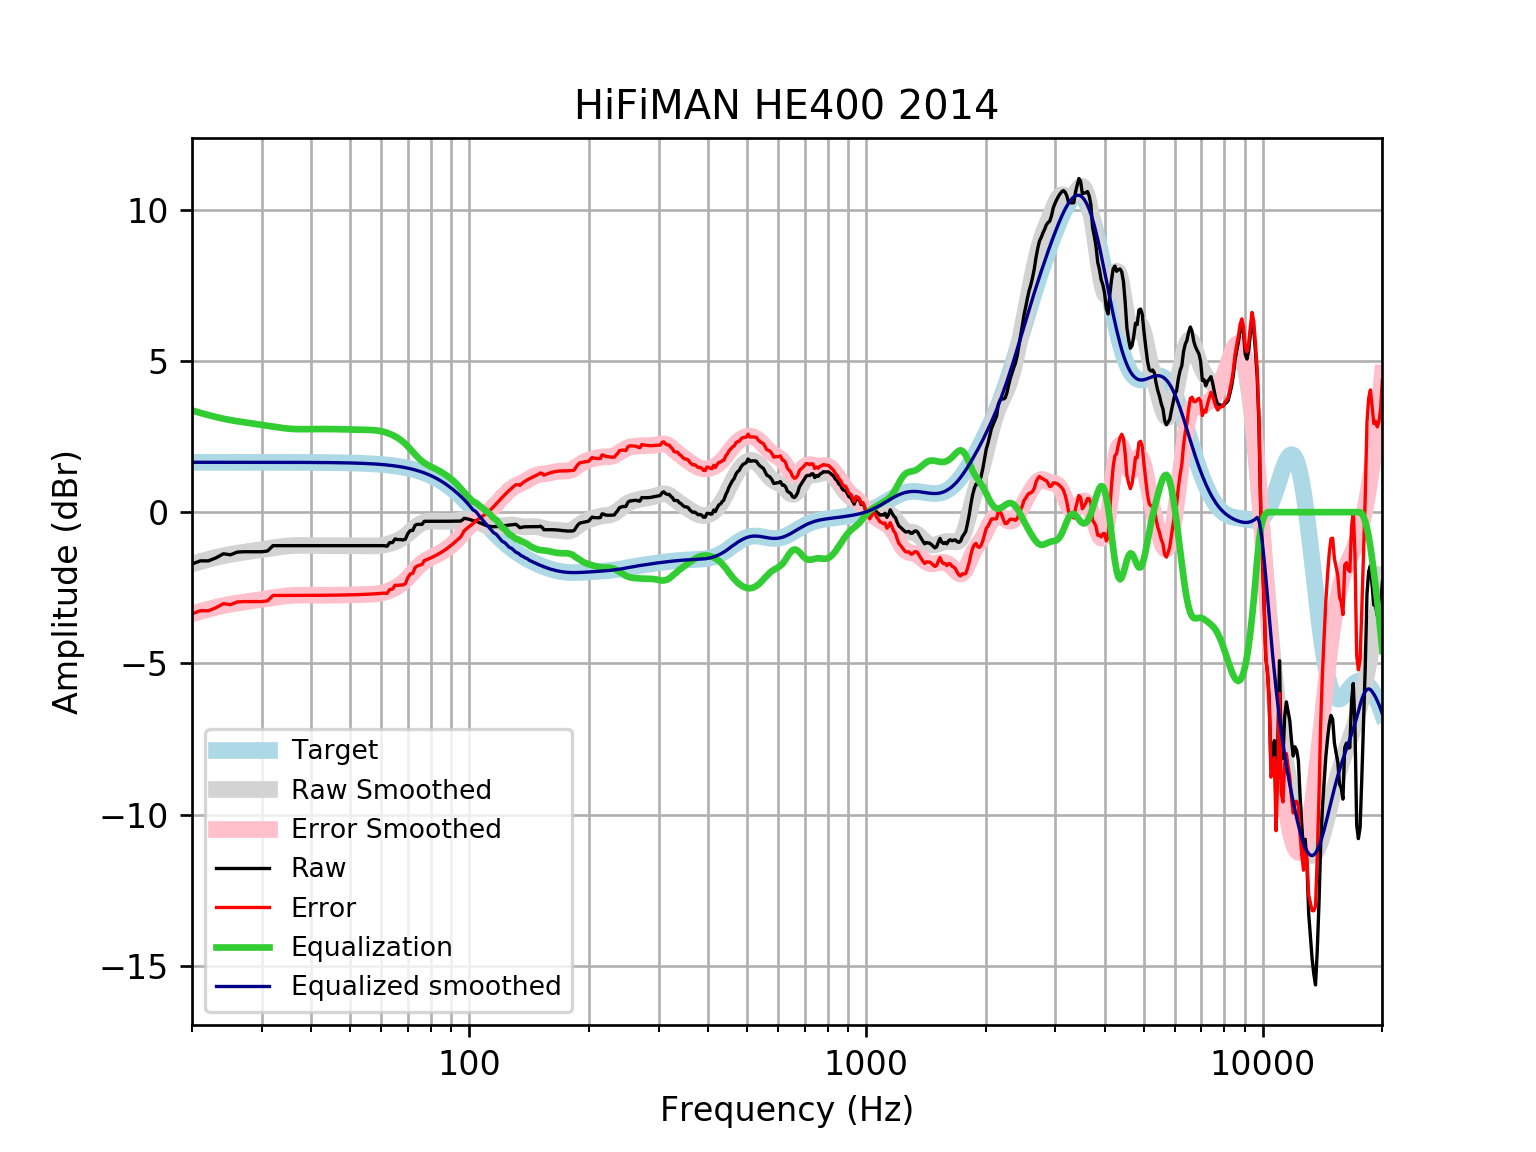 HiFiMAN HE400 2014
Amplitude (dBr)
10
5
0
−5
−10
−15
Target
Raw Smoothed
Error Smoothed
Raw
Error
Equalization
Equalized smoothed
100
1000
10000
Frequency (Hz)